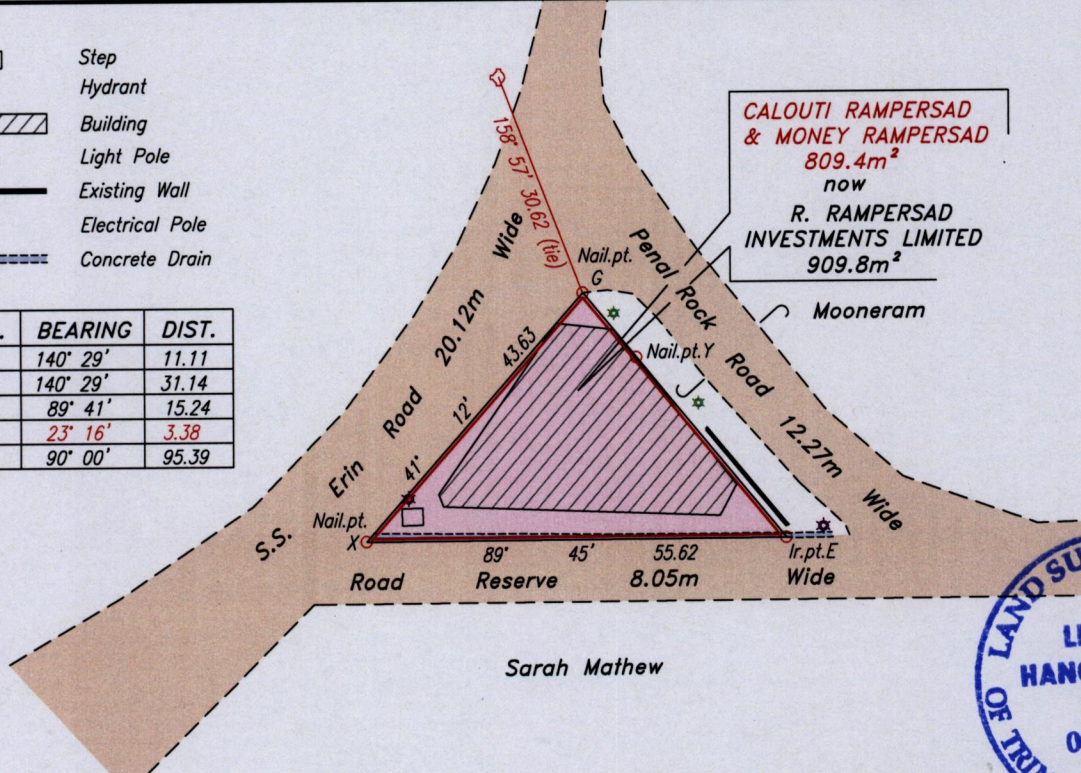 Step
Hydrant
Building
Light Pole
Existing Wall
Electrical Pole
Concrete Drain
BEARING DIST.
140° 29' 11.11
140° 29' 31.14
89° 41' 15.24
23° 16' 3.38
90° 00' 95.39
158° 57' 30.62 (tie)
CALOUTI RAMPERSAD
& MONEY RAMPERSAD
809.4m²
now
R. RAMPERSAD
INVESTMENTS LIMITED
909.8m²
Mooneram
Nail.pt.
G
Nail.pt.Y
Penal Rock Road 12.27m Wide
S.S. Erin Road 20.12m Wide
41° 12' 43.63
Nail.pt.
X
Ir.pt.E
89° 45' 55.62
Road Reserve 8.05m Wide
Sarah Mathew
LAND SU
OF TRI